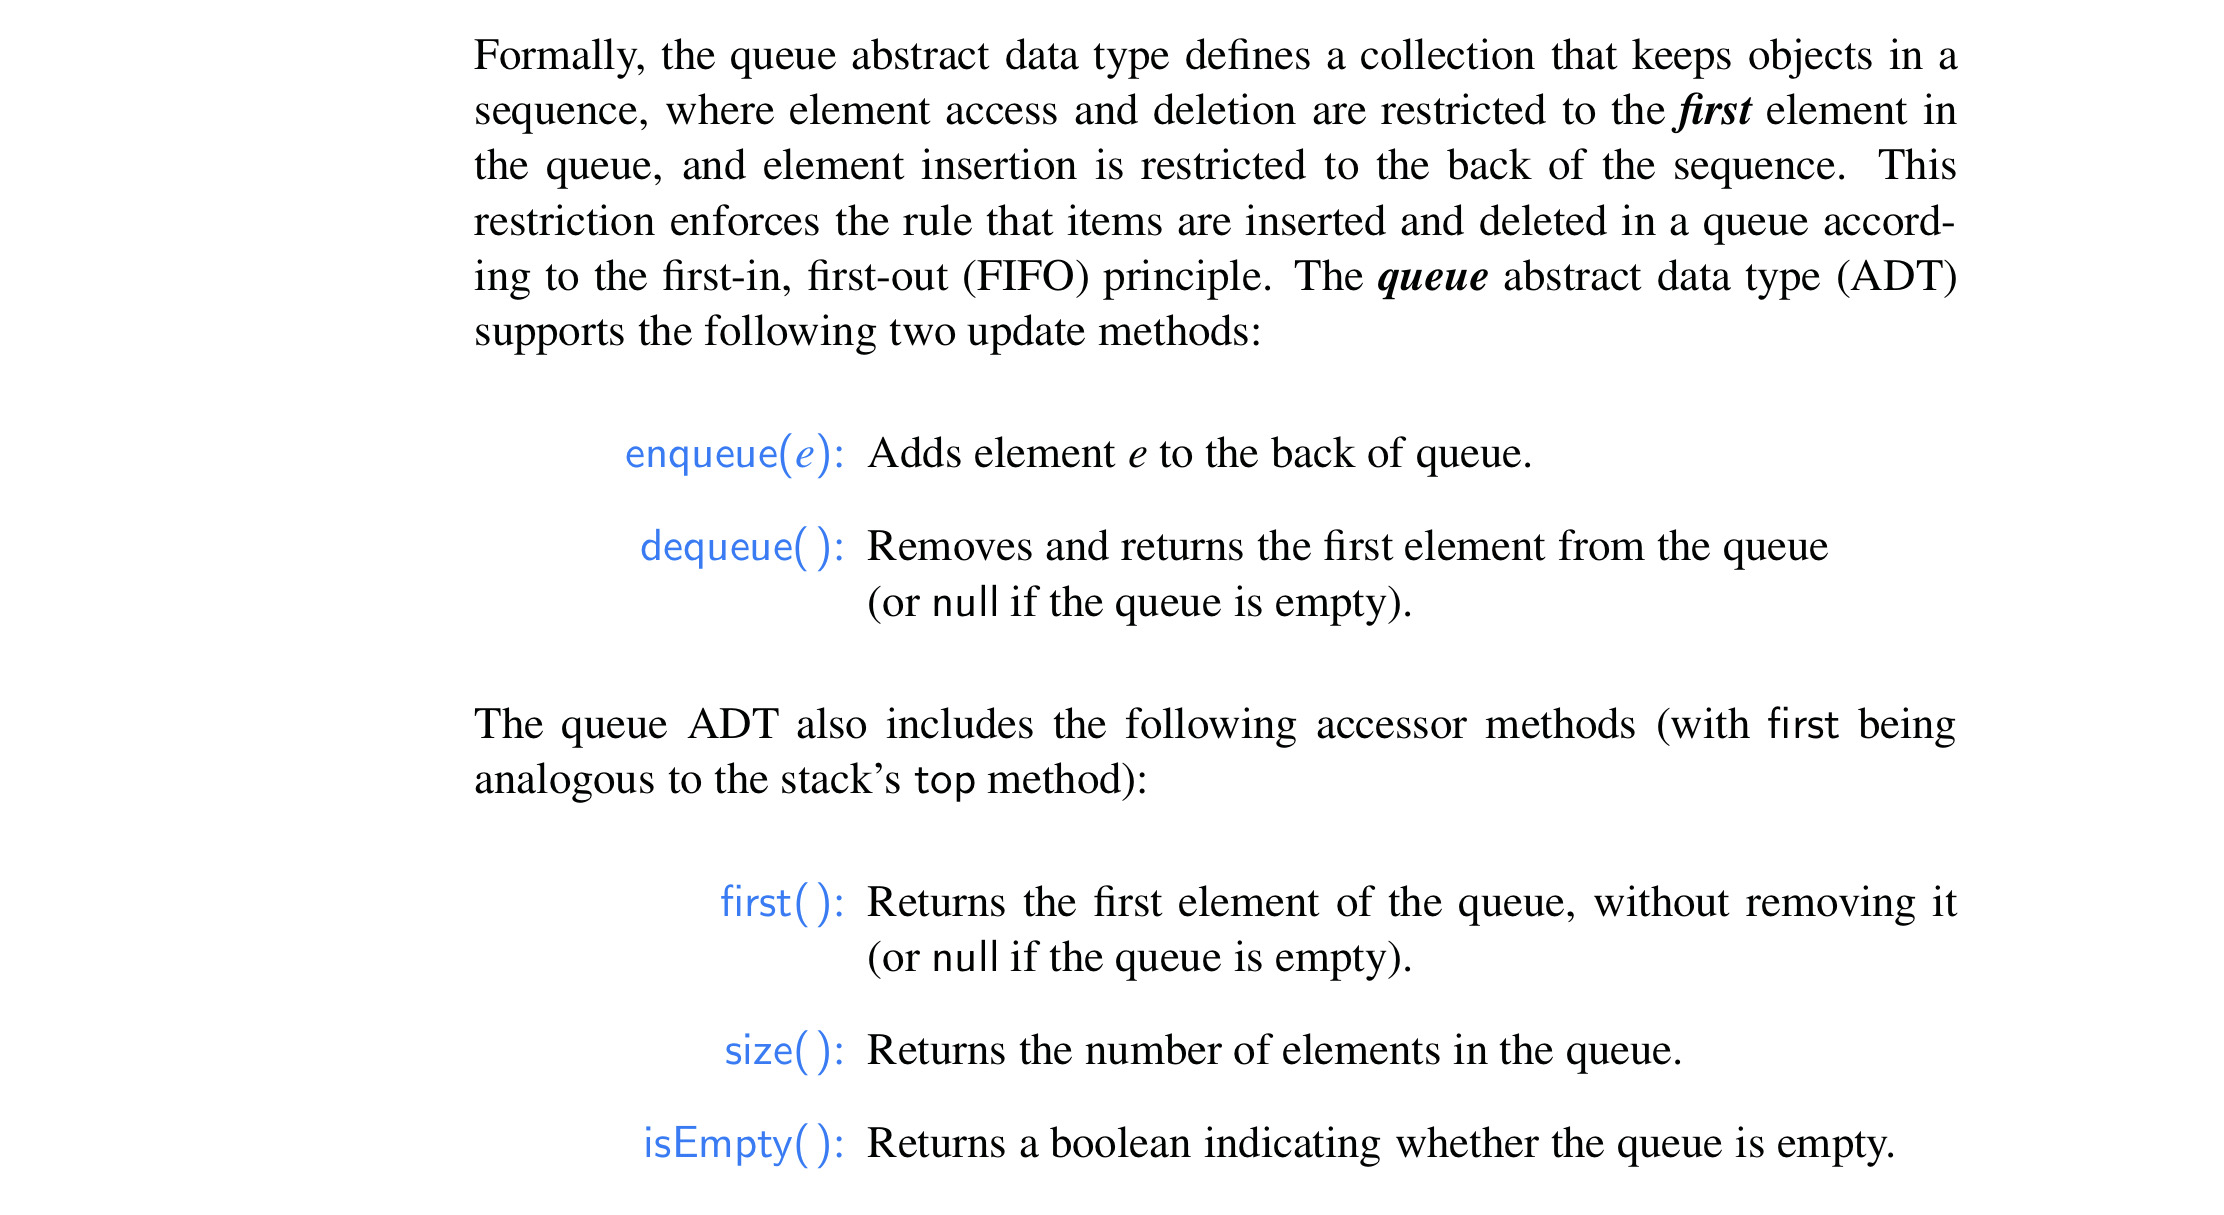 Formally, the queue abstract data type defines a collection that keeps objects in a
sequence, where element access and deletion are restricted to the first element in
the queue, and element insertion is restricted to the back of the sequence. This
restriction enforces the rule that items are inserted and deleted in a queue accord-
ing to the first-in, first-out (FIFO) principle. The queue abstract data type (ADT)
supports the following two update methods:
enqueue(e): Adds element e to the back of queue.
dequeue( ): Removes and returns the first element from the queue
(or null if the queue is empty).
The queue ADT also includes the following accessor methods (with first being
analogous to the stack’s top method):
first( ): Returns the first element of the queue, without removing it
(or null if the queue is empty).
size( ): Returns the number of elements in the queue.
isEmpty( ): Returns a boolean indicating whether the queue is empty.